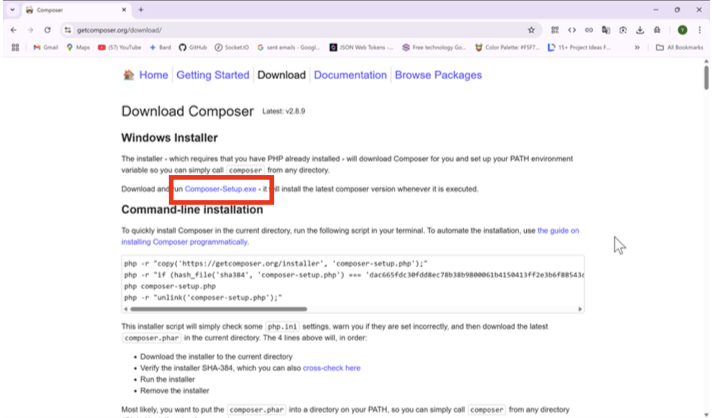 Composer
getcomposer.org/download/
Gmail
Maps
(57) YouTube
Bard
GitHub
Socket.IO
sent emails - Googl...
JSON Web Tokens -...
Free technology Go...
Color Palette: #F5F7...
15+ Project Ideas F...
»
All Bookmarks
Home
Getting Started
Download
Documentation
Browse Packages
Download Composer Latest: v2.8.9
Windows Installer
The installer - which requires that you have PHP already installed - will download Composer for you and set up your PATH environment
variable so you can simply call composer from any directory.
Download and run Composer-Setup.exe - it will install the latest composer version whenever it is executed.
Command-line installation
To quickly install Composer in the current directory, run the following script in your terminal. To automate the installation, use the guide on
installing Composer programmatically.
php -r "copy('https://getcomposer.org/installer', 'composer-setup.php');"
php -r "if (hash_file('sha384', 'composer-setup.php') ===
php composer-setup.php
php -r "unlink('composer-setup.php');"
This installer script will simply check some php.ini settings, warn you if they are set incorrectly, and then download the latest
composer.phar in the current directory. The 4 lines above will, in order:
• Download the installer to the current directory
• Verify the installer SHA-384, which you can also cross-check here
• Run the installer
• Remove the installer
Most likely, you want to put the composer.phar into a directory on your PATH, so you can simply call composer from any directory